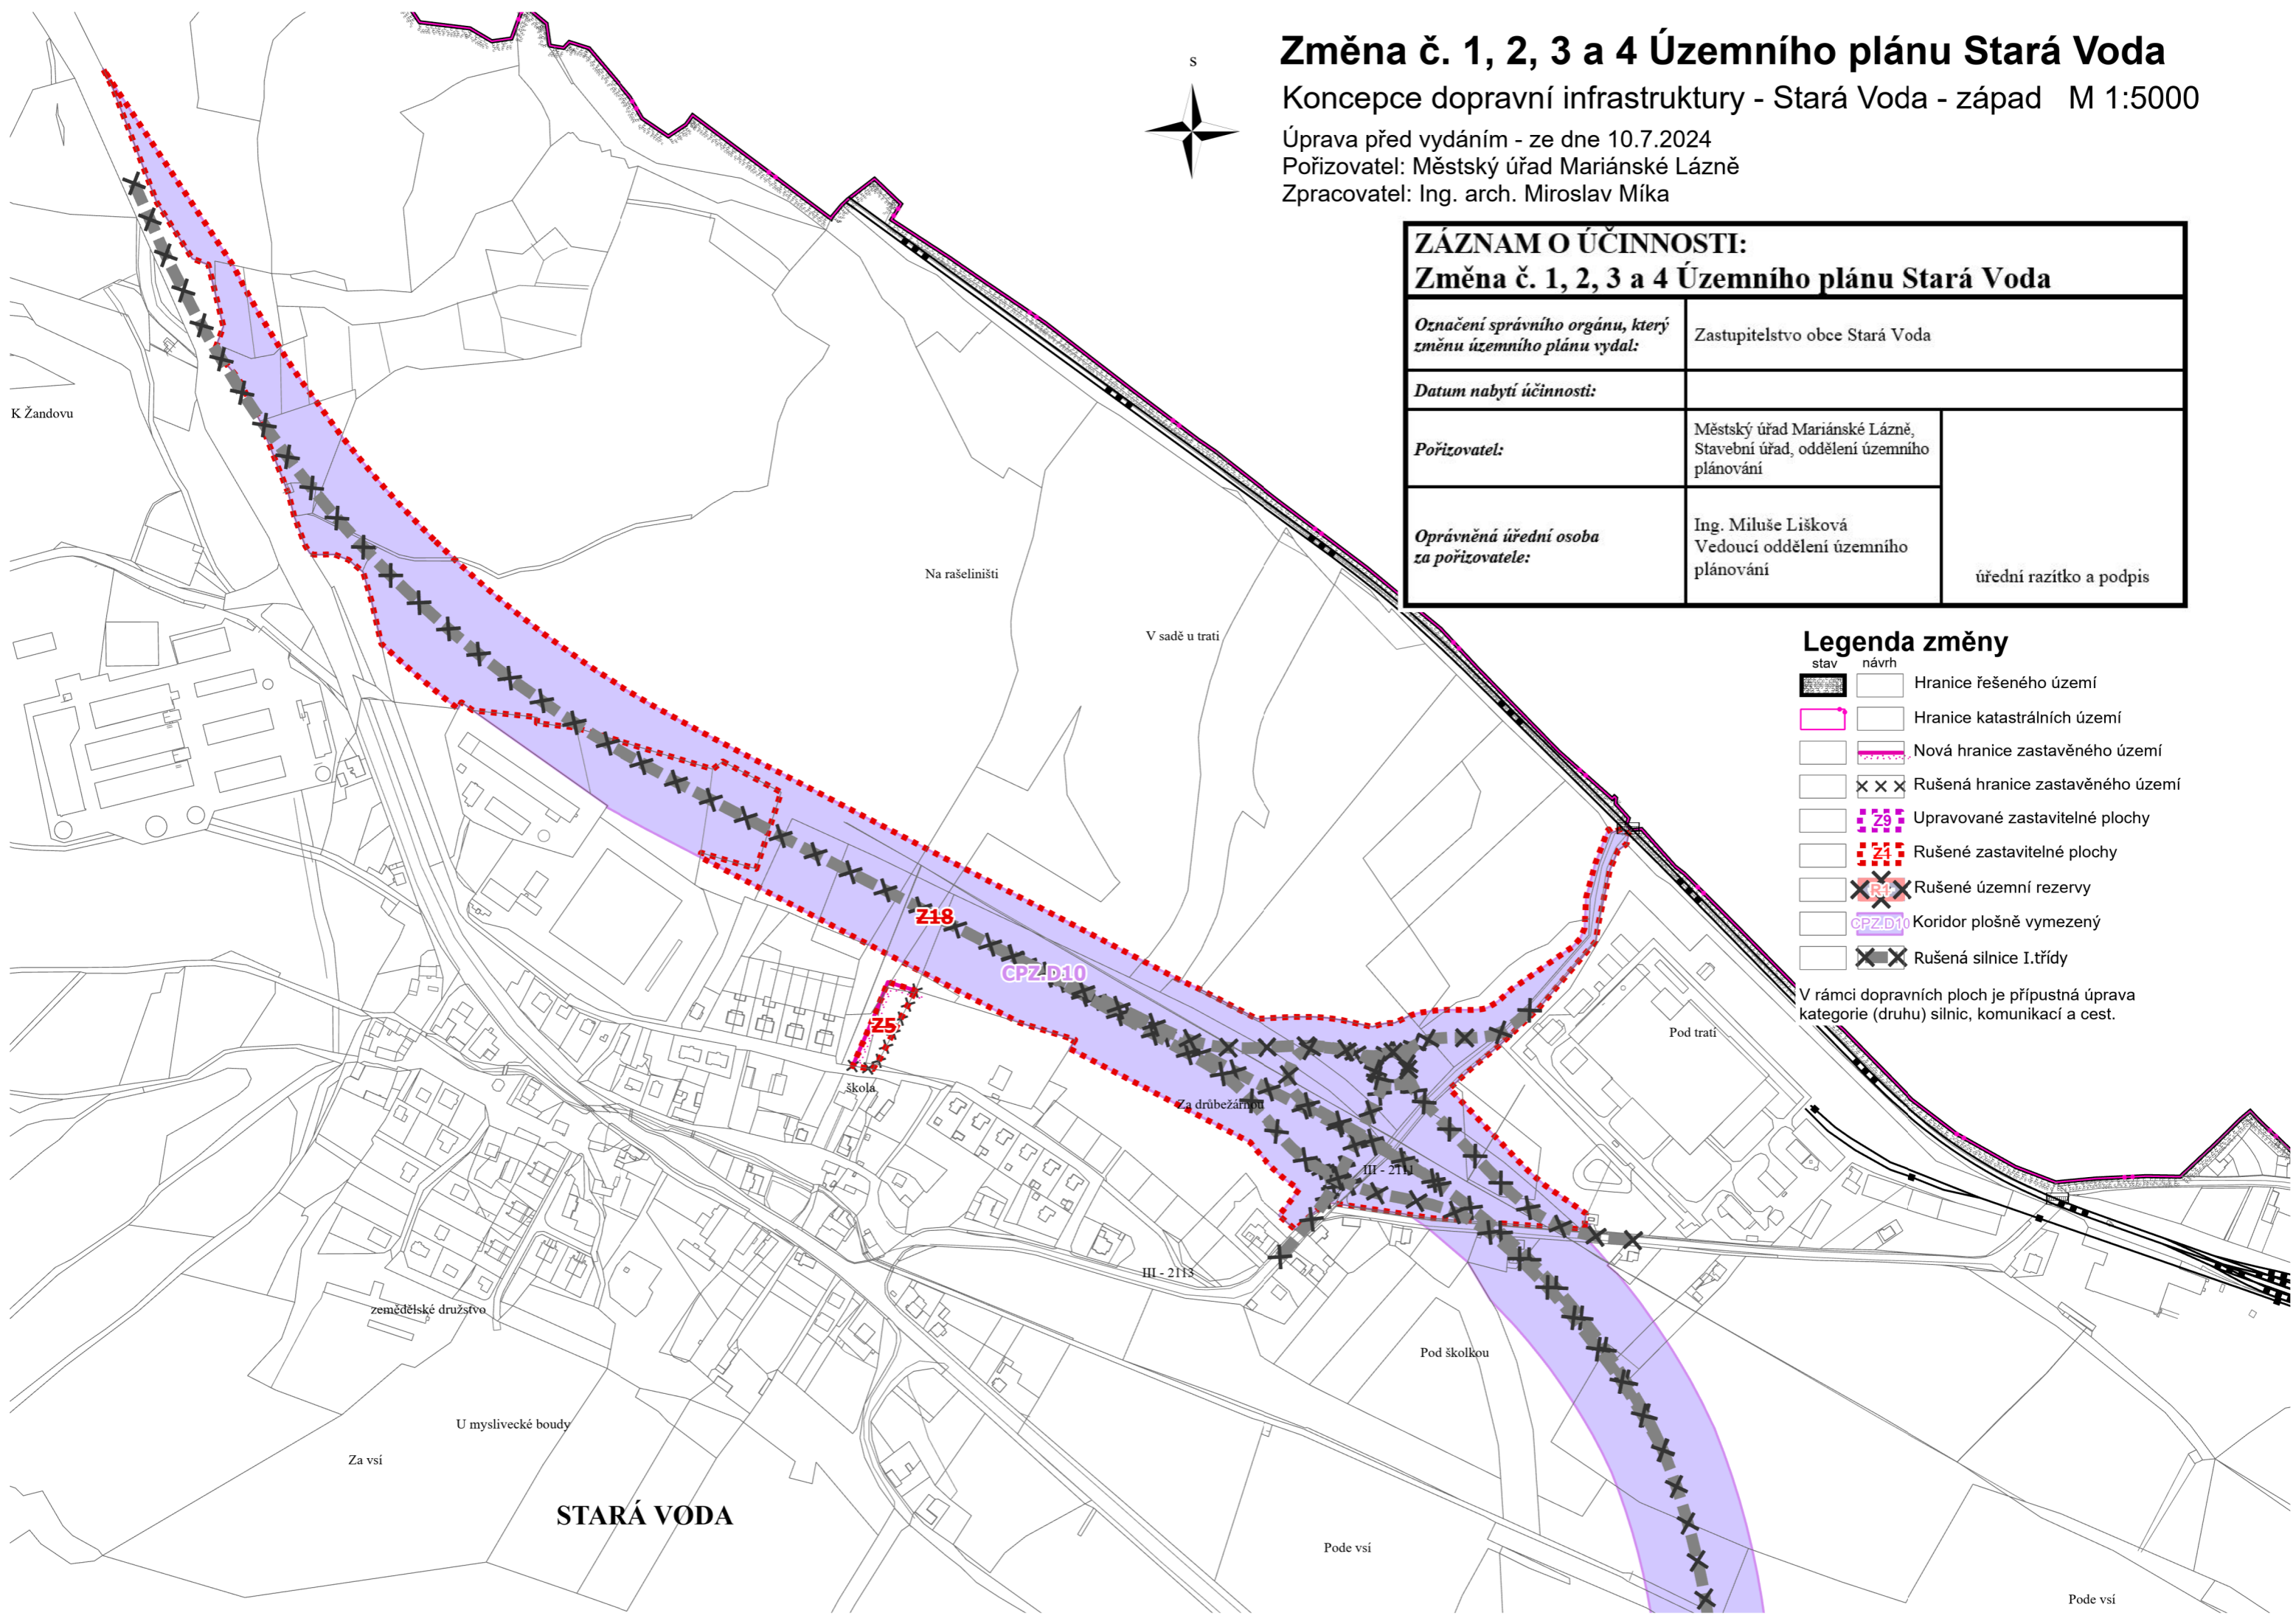 Změna č. 1, 2, 3 a 4 Územního plánu Stará Voda
Koncepce dopravní infrastruktury - Stará Voda - západ M 1:5000
Úprava před vydáním - ze dne 10.7.2024
Pořizovatel: Městský úřad Mariánské Lázně
Zpracovatel: Ing. arch. Miroslav Míka
S
ZÁZNAM O ÚČINNOSTI:
Změna č. 1, 2, 3 a 4 Územního plánu Stará Voda
Označení správního orgánu, který
změnu územního plánu vydal:
Zastupitelstvo obce Stará Voda
Datum nabytí účinnosti:
Pořizovatel:
Městský úřad Mariánské Lázně,
Stavební úřad, oddělení územního
plánování
Oprávněná úřední osoba
za pořizovatele:
Ing. Miluše Lišková
Vedoucí oddělení územního
plánování
úřední razítko a podpis
Legenda změny
stav návrh
Hranice řešeného území
Hranice katastrálních území
Nová hranice zastavěného území
Rušená hranice zastavěného území
Z9 Upravované zastavitelné plochy
Z1 Rušené zastavitelné plochy
R1 Rušené územní rezervy
CPZ.D10 Koridor plošně vymezený
Rušená silnice I.třídy
V rámci dopravních ploch je přípustná úprava
kategorie (druhu) silnic, komunikací a cest.
K Žandovu
Na rašeliništi
V sadě u trati
Z18
CPZ.D10
Z5
škola
Za drůbežárnou
Pod tratí
III - 2111
III - 2113
zemědělské družstvo
Pod školkou
U myslivecké boudy
Za vsí
STARÁ VODA
Pode vsí
Pode vsí